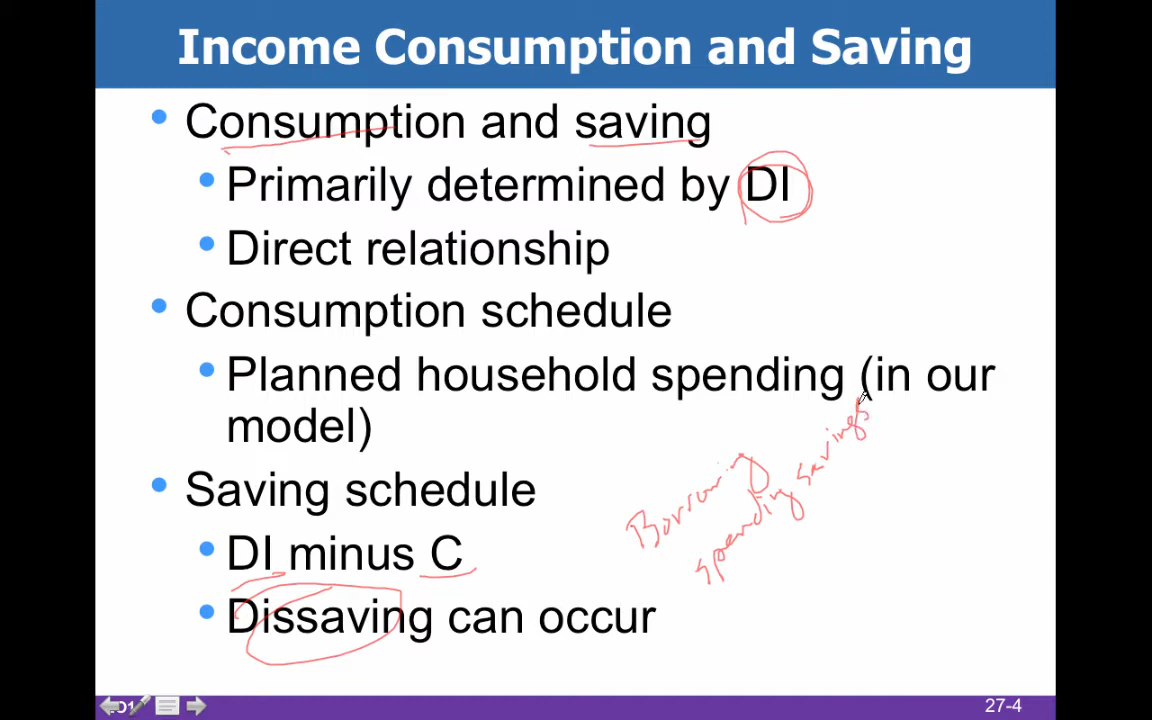 Income Consumption and Saving
• Consumption and saving
• Primarily determined by DI
• Direct relationship
• Consumption schedule
• Planned household spending (in our
model)
• Saving schedule
• DI minus C
• Dissaving can occur
Borrowing
spending savings
27-4